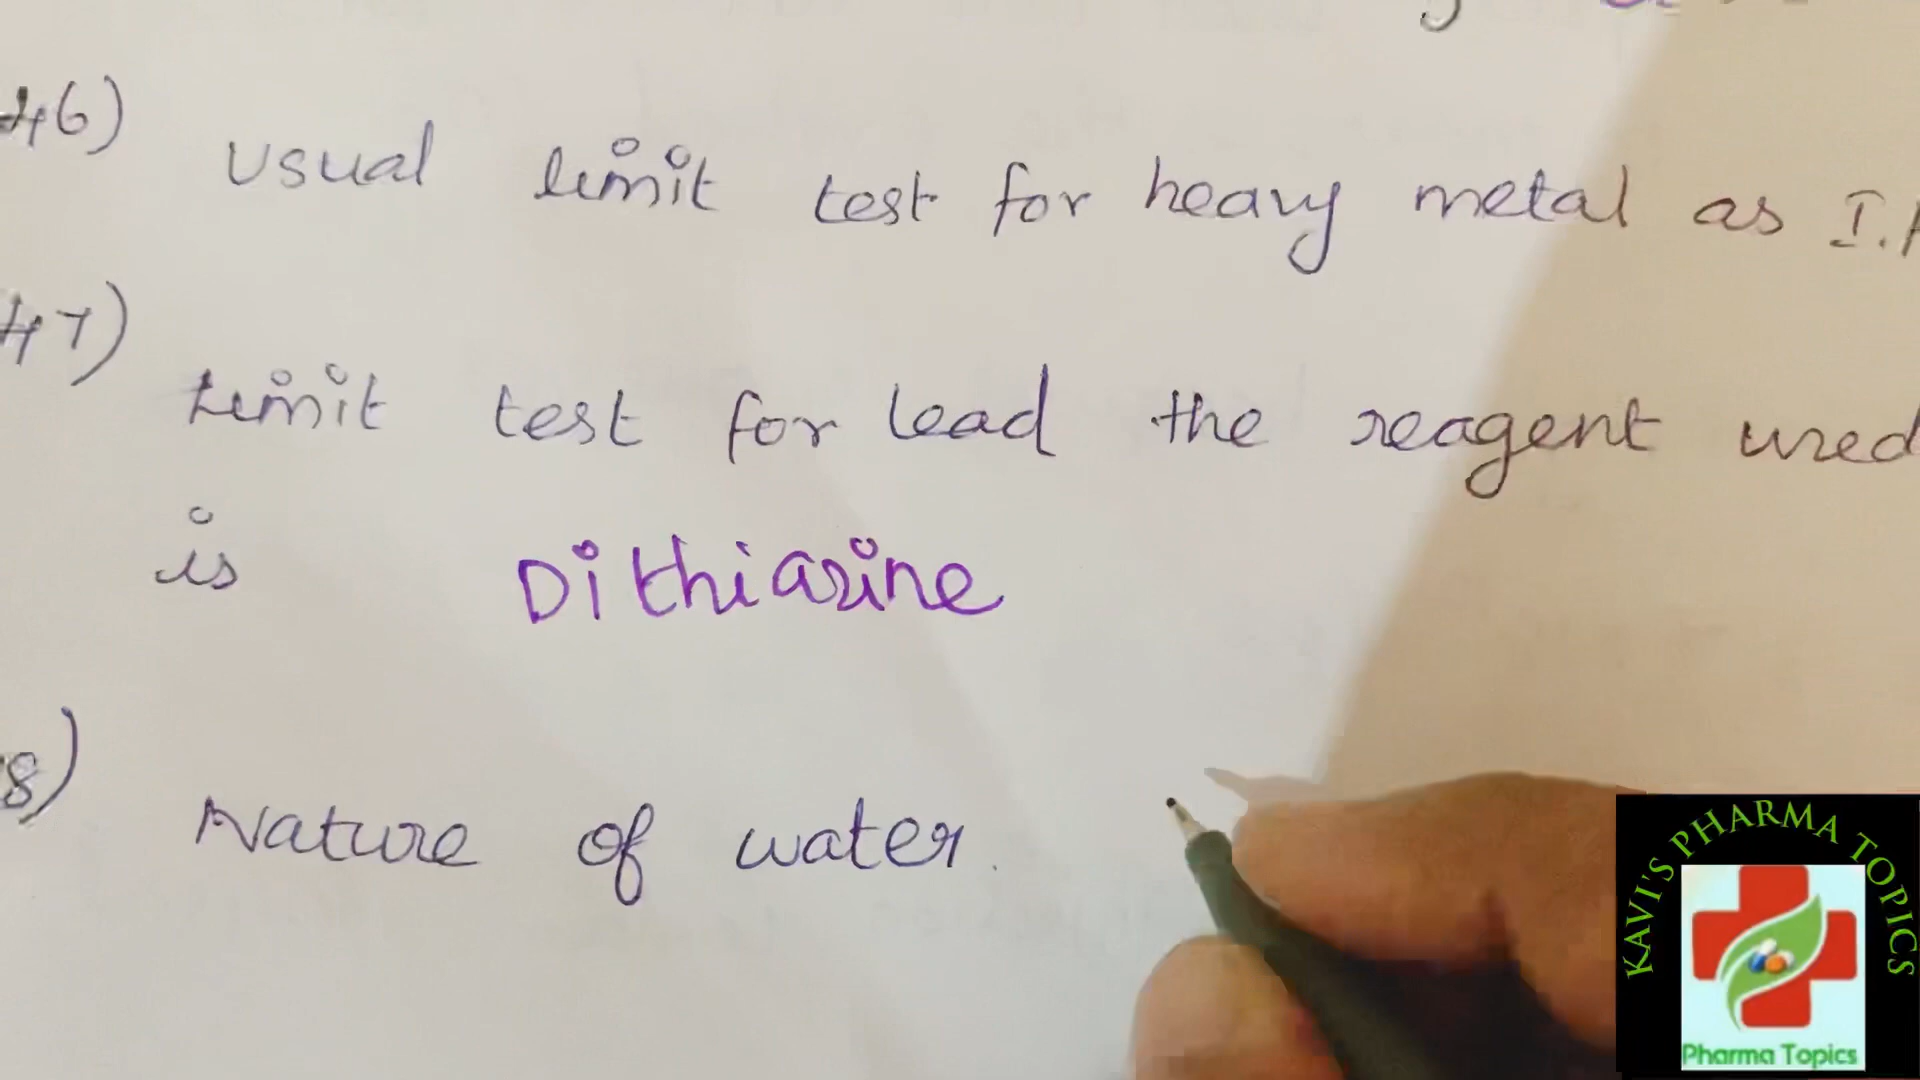 46) Usual limit test for heavy metal as I.P
47)
Limit test for lead the reagent used
is Dithiazine
8)
Nature of water.
KAVI'S PHARMA TOPICS
Pharma Topics